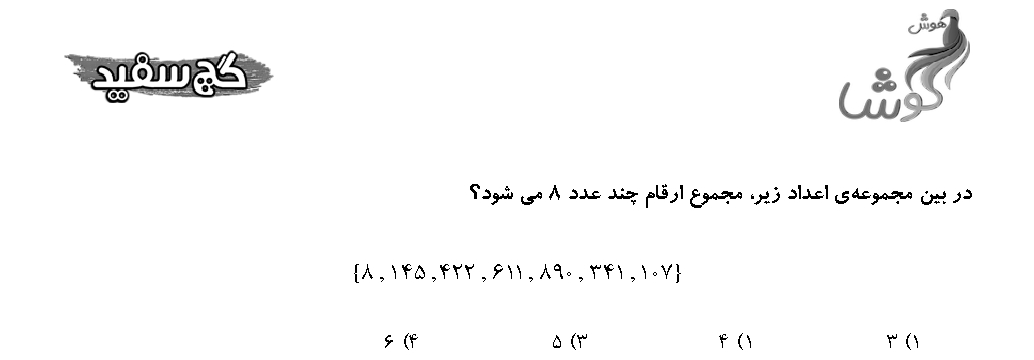 هوش
گوشا
گچ سفید
در بین مجموعه‌ی اعداد زیر، مجموع ارقام چند عدد ۸ می شود؟
{۸ , ۱۴۵ , ۴۲۲ , ۶۱۱ , ۸۹۰ , ۳۴۱ , ۱۰۷}
۱) ۳ ۱) ۴ ۳) ۵ ۴) ۶